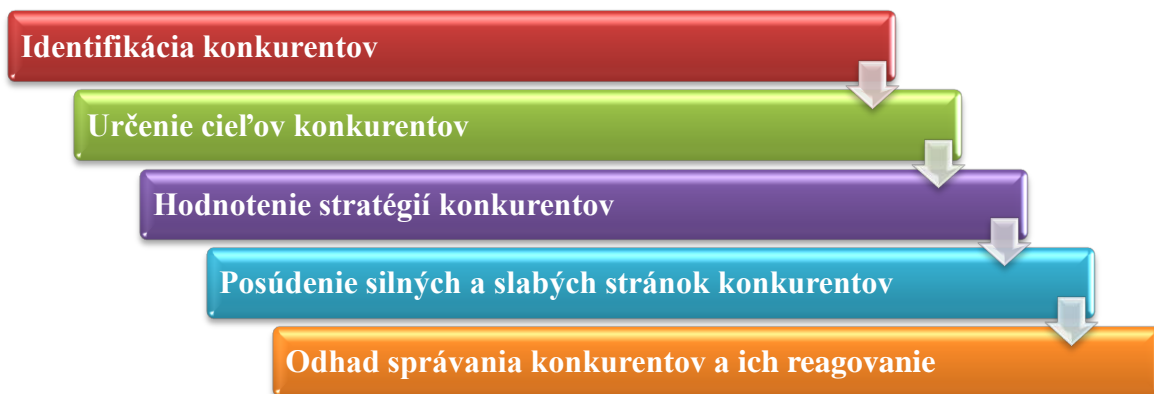 Identifikácia konkurentov
Určenie cieľov konkurentov
Hodnotenie stratégií konkurentov
Posúdenie silných a slabých stránok konkurentov
Odhad správania konkurentov a ich reagovanie